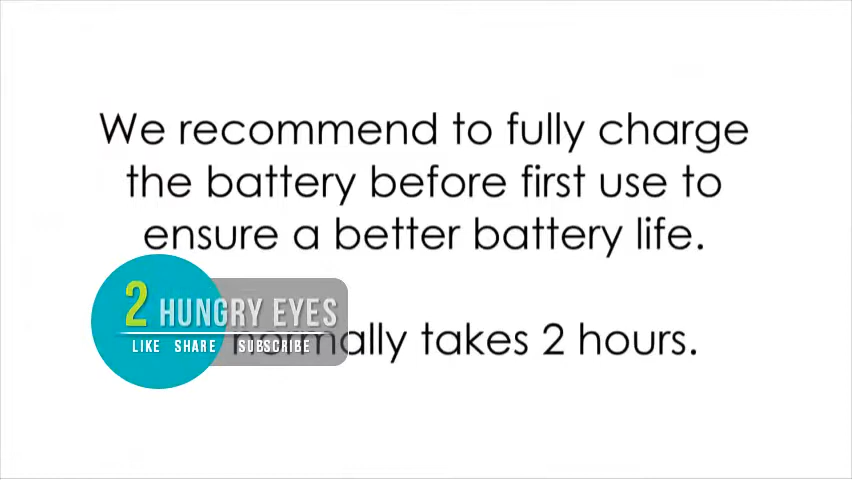 We recommend to fully charge
the battery before first use to
ensure a better battery life.
2 HUNGRY EYES
LIKE SHARE SUBSCRIBE
normally takes 2 hours.